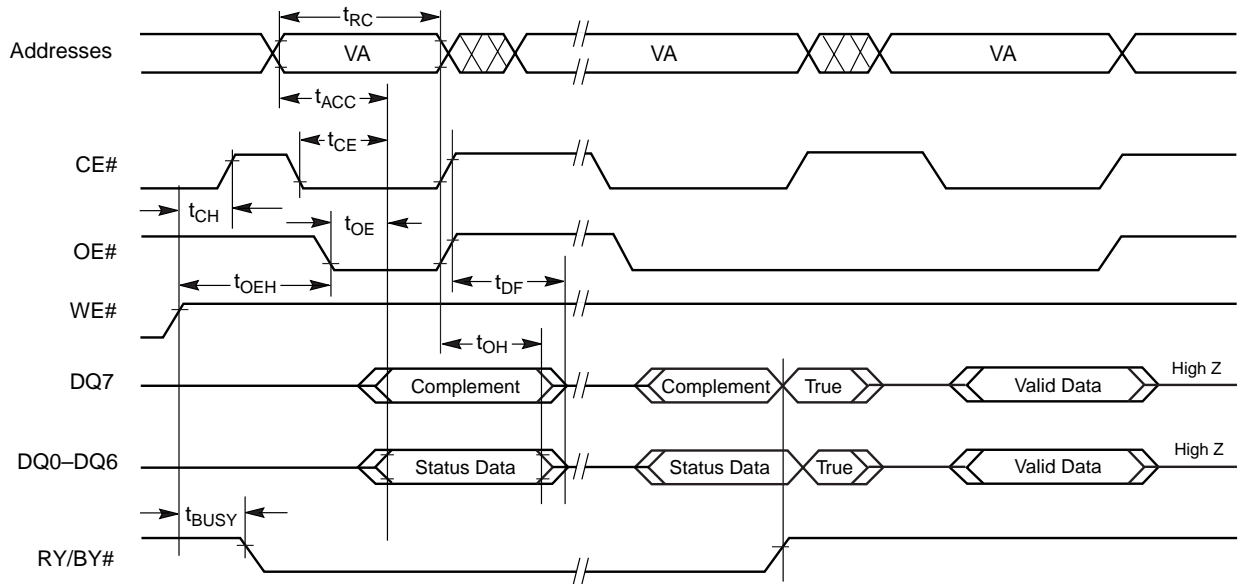 tRC
Addresses VA VA VA
tACC
tCE
CE#
tCH tOE
OE#
tDF
tOEH
WE#
tOH
DQ7 Complement Complement True Valid Data High Z
DQ0–DQ6 Status Data Status Data True Valid Data High Z
tBUSY
RY/BY#